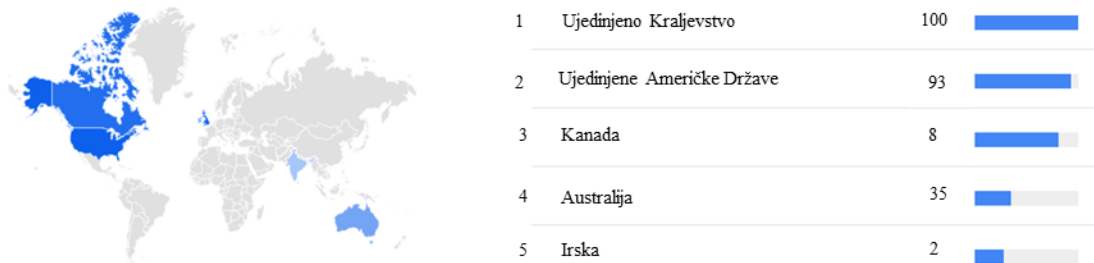 1 Ujedinjeno Kraljevstvo 100
2 Ujedinjene Američke Države 93
3 Kanada 8
4 Australija 35
5 Irska 2